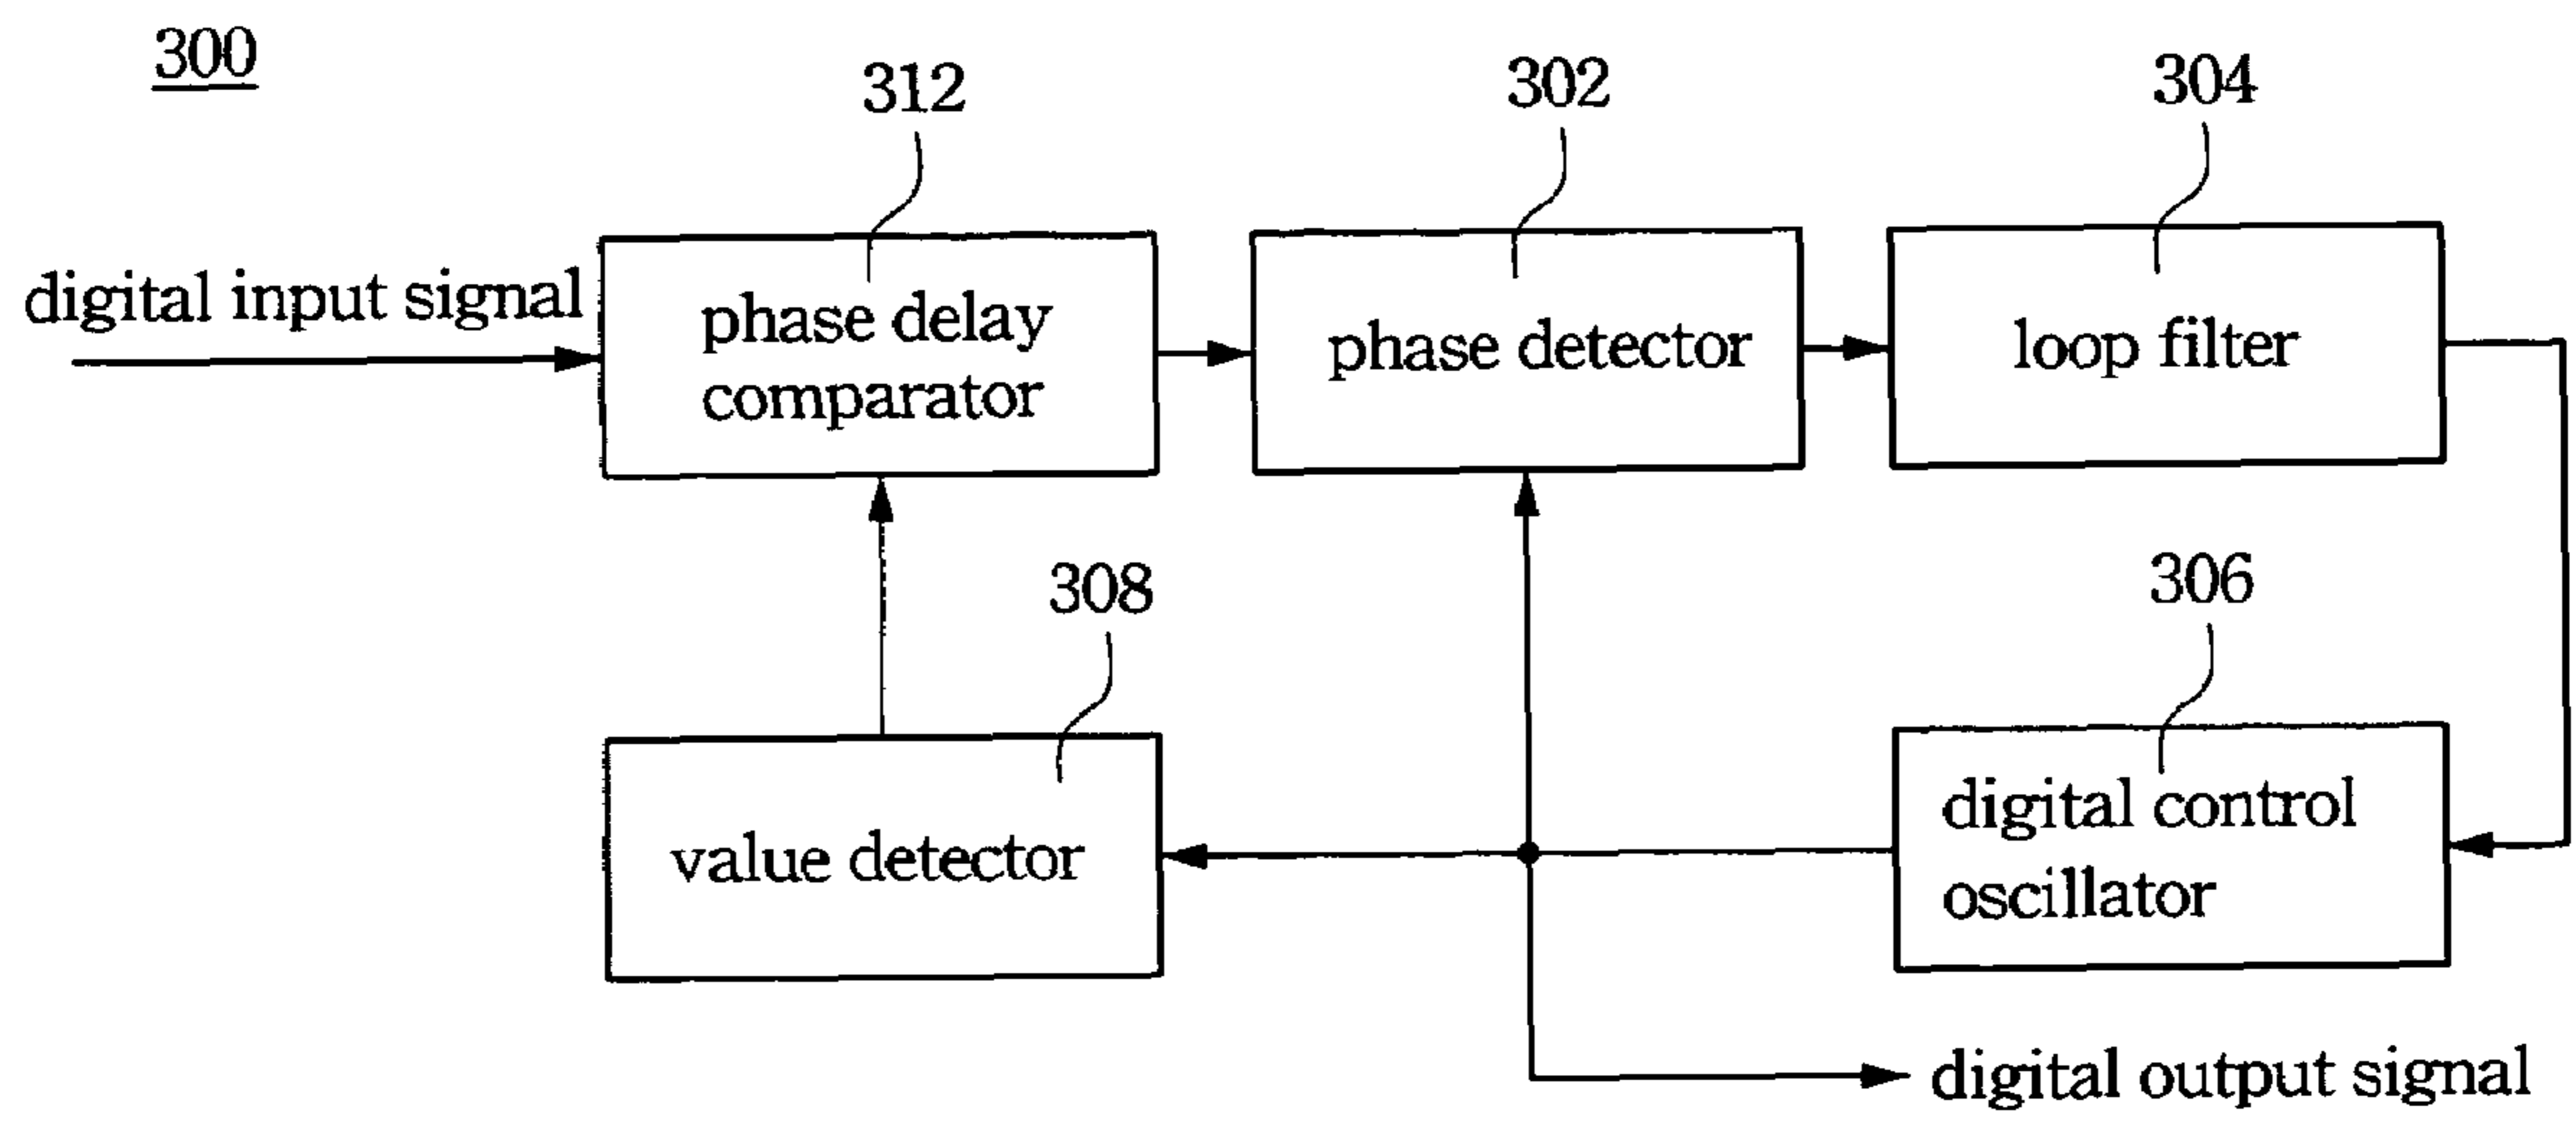 300
312
302
304
digital input signal
phase delay
comparator
phase detector
loop filter
308
306
value detector
digital control
oscillator
digital output signal